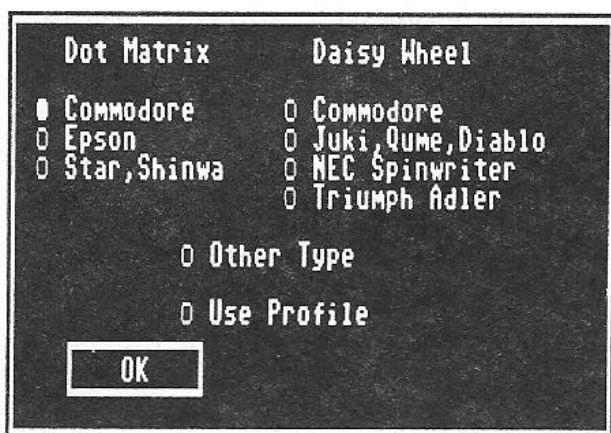 Dot Matrix Daisy Wheel
Commodore Commodore
Epson Juki,Qume,Diablo
Star,Shinwa NEC Spinwriter
Triumph Adler
Other Type
Use Profile
OK